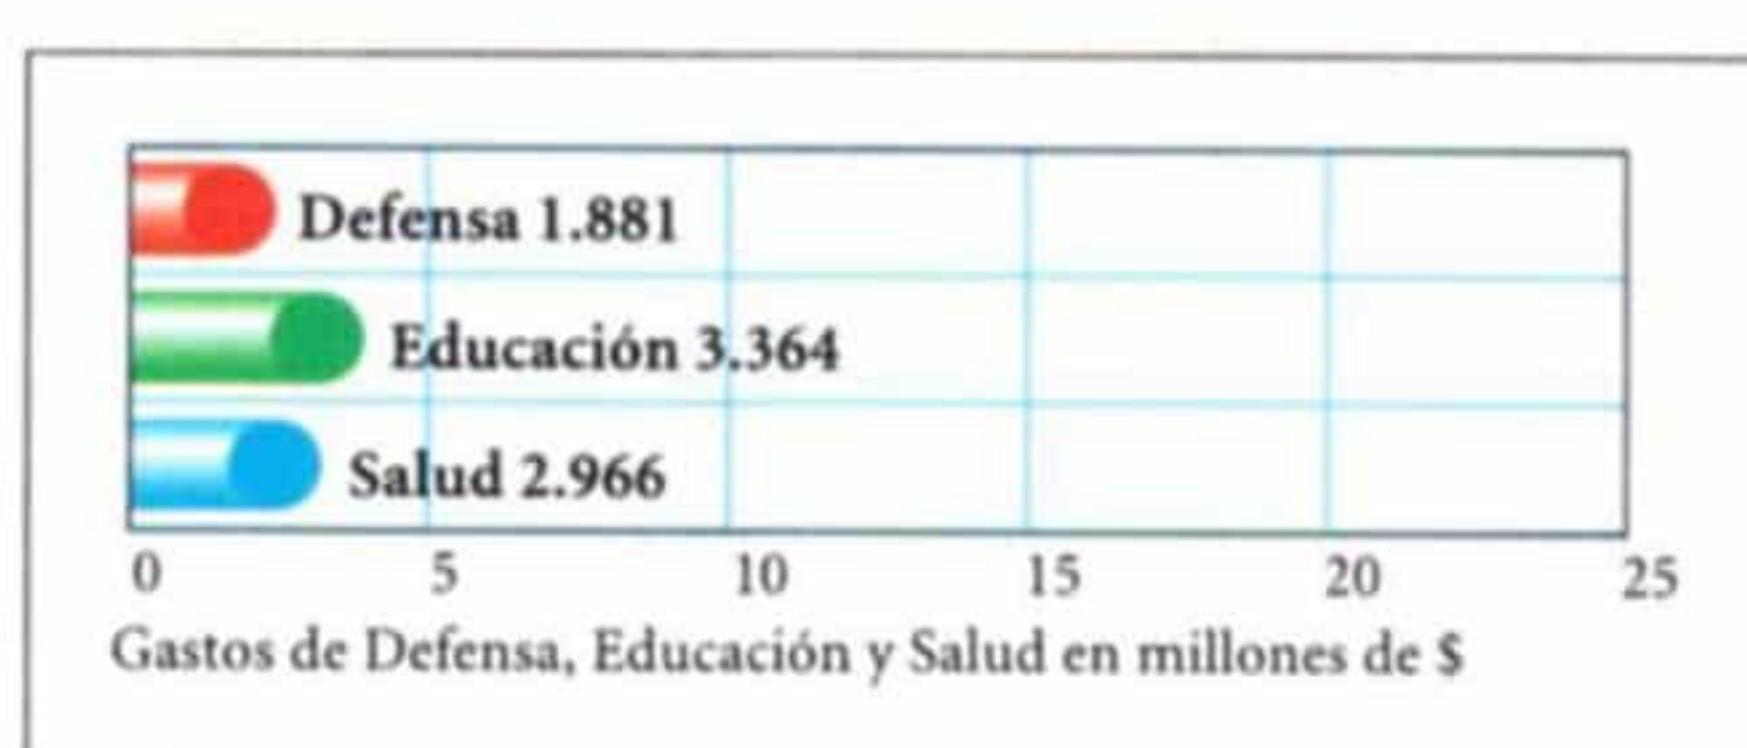 Defensa 1.881
Educación 3.364
Salud 2.966
0 5 10 15 20 25
Gastos de Defensa, Educación y Salud en millones de $